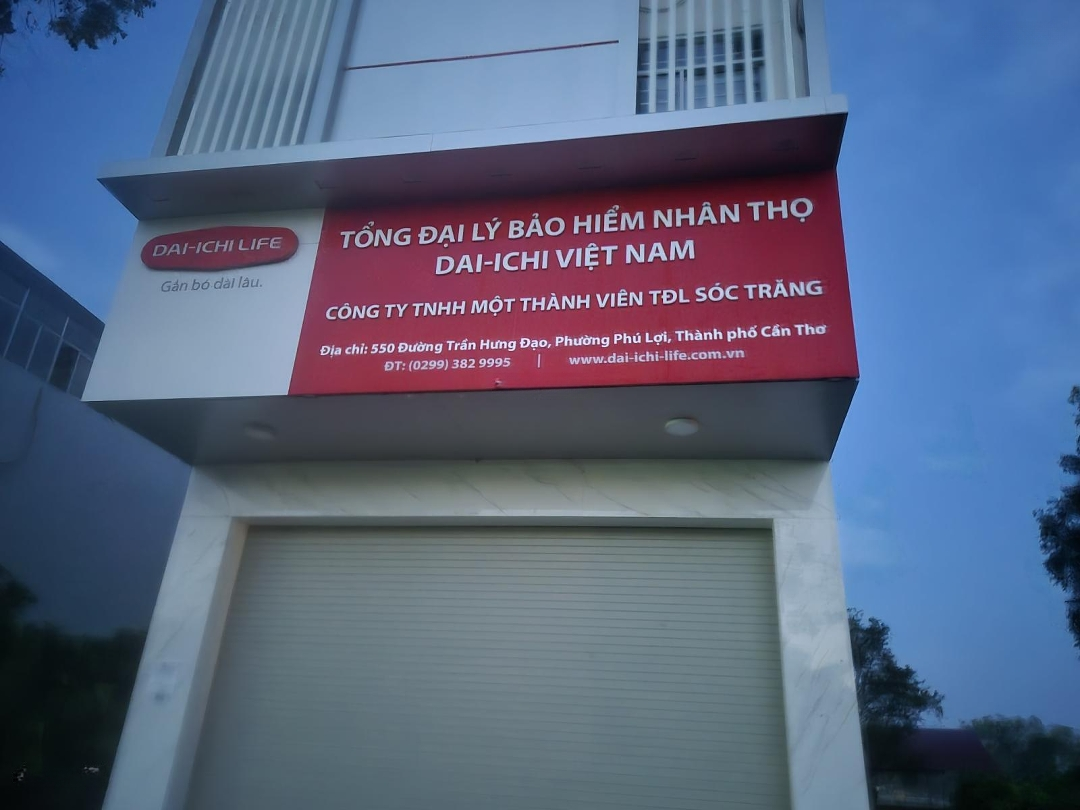 DAI-ICHI LIFE
Gắn bó dài lâu.
TỔNG ĐẠI LÝ BẢO HIỂM NHÂN THỌ
DAI-ICHI VIỆT NAM
CÔNG TY TNHH MỘT THÀNH VIÊN TĐL SÓC TRĂNG
Địa chỉ: 550 Đường Trần Hưng Đạo, Phường Phú Lợi, Thành phố Cần Thơ
ĐT: (0299) 382 9995 | www.dai-ichi-life.com.vn